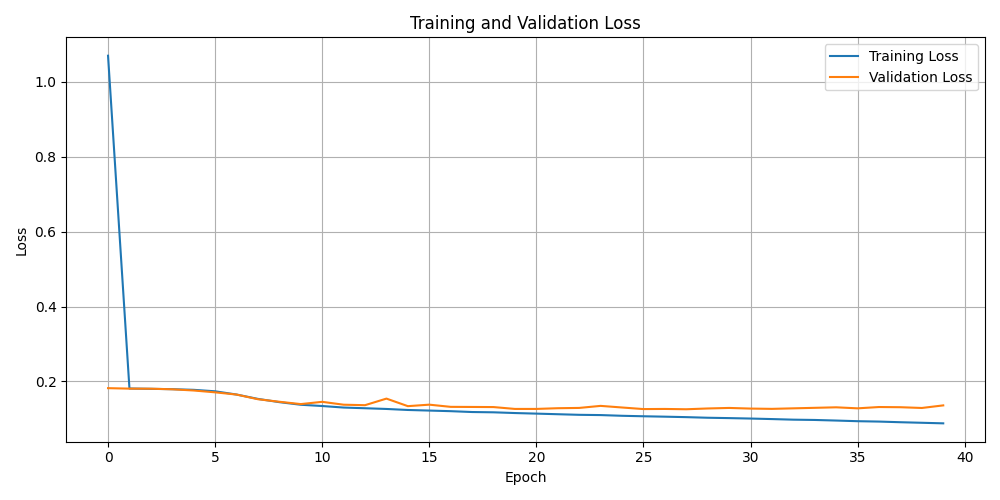 Training and Validation Loss
Training Loss
Validation Loss
1.0
0.8
0.6
0.4
0.2
Loss
0 5 10 15 20 25 30 35 40
Epoch